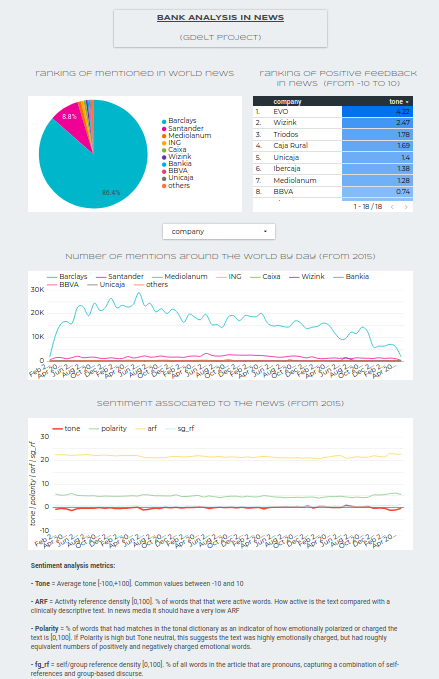 BANK ANALYSIS IN NEWS
(GDELT PROJECT)
RANKING OF MENTIONED IN WORLD NEWS
RANKING OF POSITIVE FEEDBACK
IN NEWS (FROM -10 TO 10)
8.8%
86.4%
Barclays
Santander
Mediolanum
ING
Caixa
Wizink
Bankia
BBVA
Unicaja
others
company tone
1. EVO 4.22
2. Wizink 2.47
3. Triodos 1.78
4. Caja Rural 1.69
5. Unicaja 1.4
6. Ibercaja 1.38
7. Mediolanum 1.28
8. BBVA 0.74
1 - 18 / 18 < >
company
NUMBER OF MENTIONS AROUND THE WORLD BY DAY (FROM 2015)
Barclays Santander Mediolanum ING Caixa Wizink Bankia
BBVA Unicaja others
30K
20K
10K
0
SENTIMENT ASSOCIATED TO THE NEWS (FROM 2015)
tone polarity arf sg_rf
tone | polarity | arf | sg_rf
30
20
10
0
-10
Sentiment analysis metrics:
- Tone = Average tone [-100,+100]. Common values between -10 and 10
- ARF = Activity reference density [0,100]. % of words that that were active words. How active is the text compared with a
clinically descriptive text. In news media it should have a very low ARF
- Polarity = % of words that had matches in the tonal dictionary as an indicator of how emotionally polarized or charged the
text is [0,100]. If Polarity is high but Tone neutral, this suggests the text was highly emotionally charged, but had roughly
equivalent numbers of positively and negatively charged emotional words.
- fg_rf = self/group reference density [0,100]. % of all words in the article that are pronouns, capturing a combination of self-
references and group-based discourse.